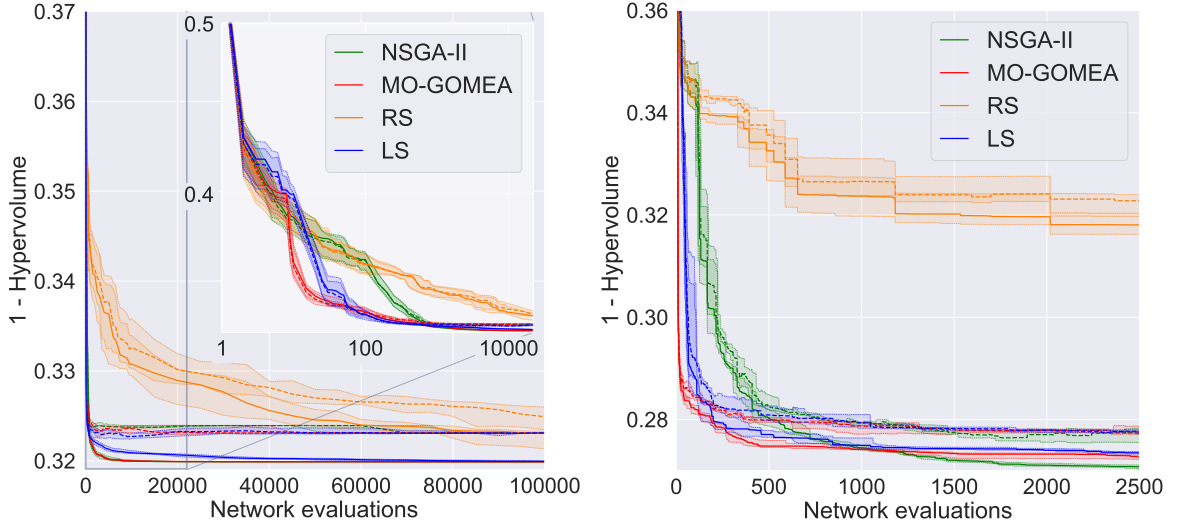 1 - Hypervolume
0.37
0.36
0.35
0.34
0.33
0.32
0 20000 40000 60000 80000 100000
Network evaluations
0.5
0.4
1 100 10000
NSGA-II
MO-GOMEA
RS
LS
1 - Hypervolume
0.36
0.34
0.32
0.30
0.28
0 500 1000 1500 2000 2500
Network evaluations
NSGA-II
MO-GOMEA
RS
LS